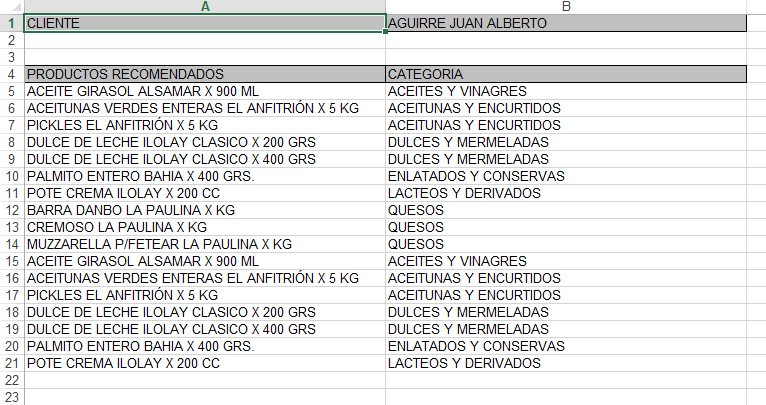 A B
1 CLIENTE AGUIRRE JUAN ALBERTO
2
3
4 PRODUCTOS RECOMENDADOS CATEGORIA
5 ACEITE GIRASOL ALSAMAR X 900 ML ACEITES Y VINAGRES
6 ACEITUNAS VERDES ENTERAS EL ANFITRIÓN X 5 KG ACEITUNAS Y ENCURTIDOS
7 PICKLES EL ANFITRIÓN X 5 KG ACEITUNAS Y ENCURTIDOS
8 DULCE DE LECHE ILOLAY CLASICO X 200 GRS DULCES Y MERMELADAS
9 DULCE DE LECHE ILOLAY CLASICO X 400 GRS DULCES Y MERMELADAS
10 PALMITO ENTERO BAHIA X 400 GRS. ENLATADOS Y CONSERVAS
11 POTE CREMA ILOLAY X 200 CC LACTEOS Y DERIVADOS
12 BARRA DANBO LA PAULINA X KG QUESOS
13 CREMOSO LA PAULINA X KG QUESOS
14 MUZZARELLA P/FETEAR LA PAULINA X KG QUESOS
15 ACEITE GIRASOL ALSAMAR X 900 ML ACEITES Y VINAGRES
16 ACEITUNAS VERDES ENTERAS EL ANFITRIÓN X 5 KG ACEITUNAS Y ENCURTIDOS
17 PICKLES EL ANFITRIÓN X 5 KG ACEITUNAS Y ENCURTIDOS
18 DULCE DE LECHE ILOLAY CLASICO X 200 GRS DULCES Y MERMELADAS
19 DULCE DE LECHE ILOLAY CLASICO X 400 GRS DULCES Y MERMELADAS
20 PALMITO ENTERO BAHIA X 400 GRS. ENLATADOS Y CONSERVAS
21 POTE CREMA ILOLAY X 200 CC LACTEOS Y DERIVADOS
22
23